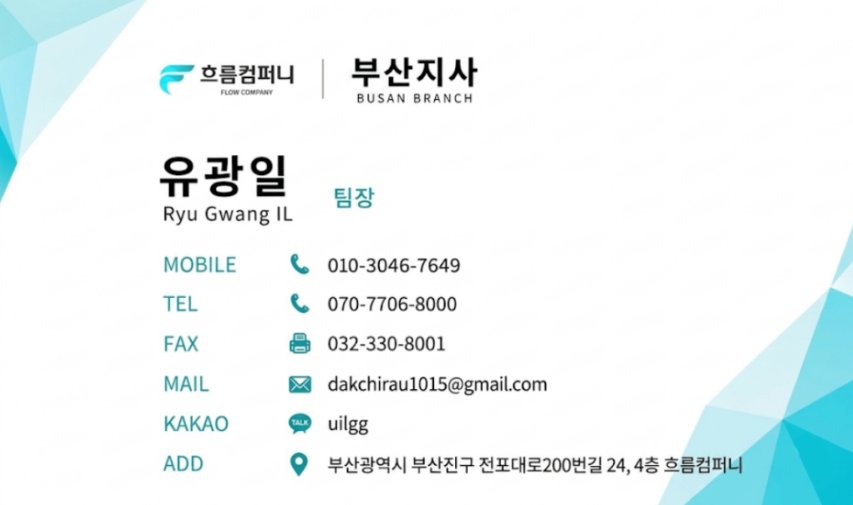 흐름컴퍼니
FLOW COMPANY
부산지사
BUSAN BRANCH
유광일
팀장
Ryu Gwang IL
MOBILE 010-3046-7649
TEL 070-7706-8000
FAX 032-330-8001
MAIL dakchirau1015@gmail.com
KAKAO TALK uilgg
ADD 부산광역시 부산진구 전포대로200번길 24, 4층 흐름컴퍼니